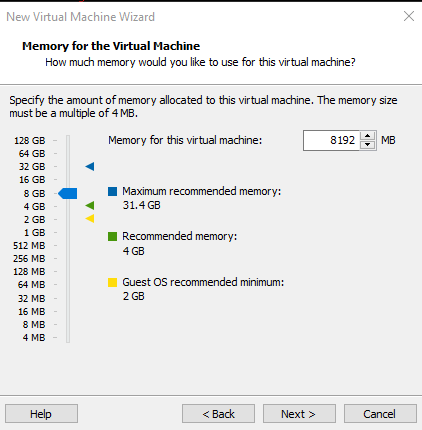 New Virtual Machine Wizard
Memory for the Virtual Machine
How much memory would you like to use for this virtual machine?
Specify the amount of memory allocated to this virtual machine. The memory size
must be a multiple of 4 MB.
Memory for this virtual machine: 8192 MB
128 GB
64 GB
32 GB
16 GB
8 GB
4 GB
2 GB
1 GB
512 MB
256 MB
128 MB
64 MB
32 MB
16 MB
8 MB
4 MB
Maximum recommended memory:
31.4 GB
Recommended memory:
4 GB
Guest OS recommended minimum:
2 GB
Help
< Back
Next >
Cancel